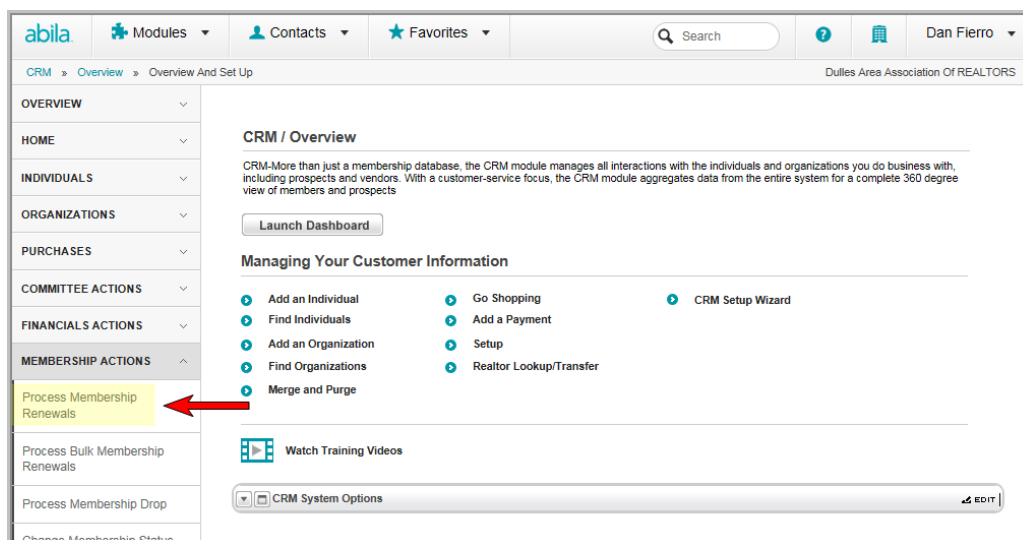 abila. Modules Contacts Favorites Search ? Dan Fierro
CRM » Overview » Overview And Set Up Dulles Area Association Of REALTORS
OVERVIEW
HOME
INDIVIDUALS
ORGANIZATIONS
PURCHASES
COMMITTEE ACTIONS
FINANCIALS ACTIONS
MEMBERSHIP ACTIONS
Process Membership
Renewals
Process Bulk Membership
Renewals
Process Membership Drop
Change Membership Status
CRM / Overview
CRM-More than just a membership database, the CRM module manages all interactions with the individuals and organizations you do business with,
including prospects and vendors. With a customer-service focus, the CRM module aggregates data from the entire system for a complete 360 degree
view of members and prospects
Launch Dashboard
Managing Your Customer Information
Add an Individual Go Shopping CRM Setup Wizard
Find Individuals Add a Payment
Add an Organization Setup
Find Organizations Realtor Lookup/Transfer
Merge and Purge
Watch Training Videos
CRM System Options EDIT